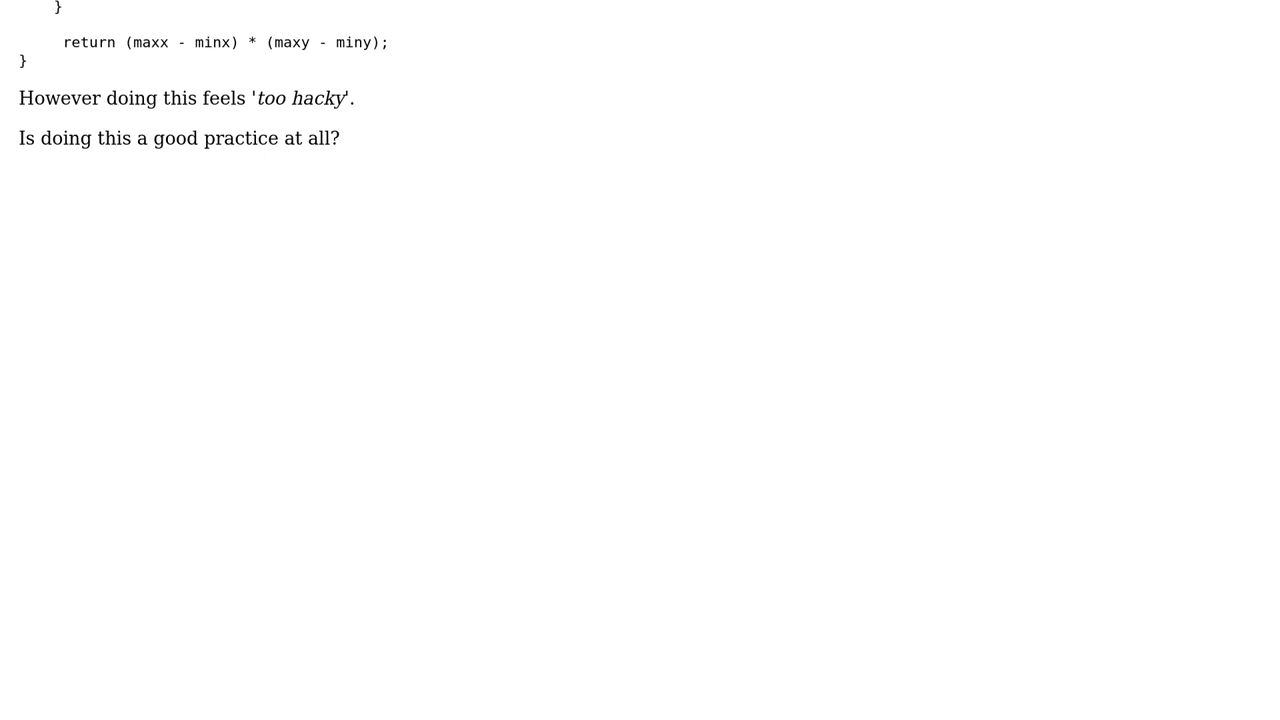 }
return (maxx - minx) * (maxy - miny);
}
However doing this feels 'too hacky'.
Is doing this a good practice at all?